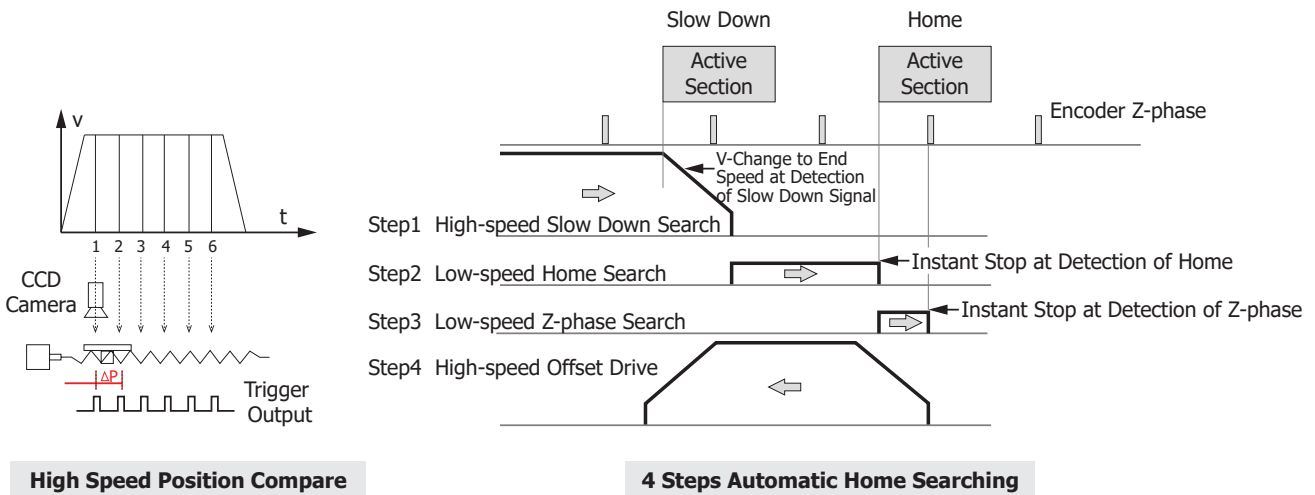 v
t
1 2 3 4 5 6
CCD
Camera
ΔP
Trigger
Output
High Speed Position Compare
Slow Down
Home
Active
Section
Active
Section
Encoder Z-phase
V-Change to End
Speed at Detection
of Slow Down Signal
Step1 High-speed Slow Down Search
Step2 Low-speed Home Search
Instant Stop at Detection of Home
Step3 Low-speed Z-phase Search
Instant Stop at Detection of Z-phase
Step4 High-speed Offset Drive
4 Steps Automatic Home Searching